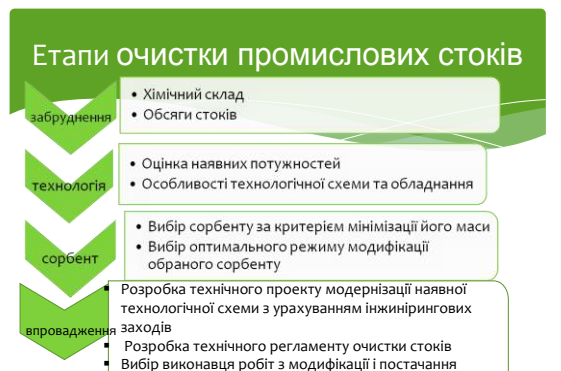 Етапи очистки промислових стоків
забруднення
• Хімічний склад
• Обсяги стоків
технологія
• Оцінка наявних потужностей
• Особливості технологічної схеми та обладнання
сорбент
• Вибір сорбенту за критерієм мінімізації його маси
• Вибір оптимального режиму модифікації
обраного сорбенту
впровадження
▪ Розробка технічного проекту модернізації наявної
технологічної схеми з урахуванням інжинірингових
заходів
▪ Розробка технічного регламенту очистки стоків
▪ Вибір виконавця робіт з модифікації і постачання